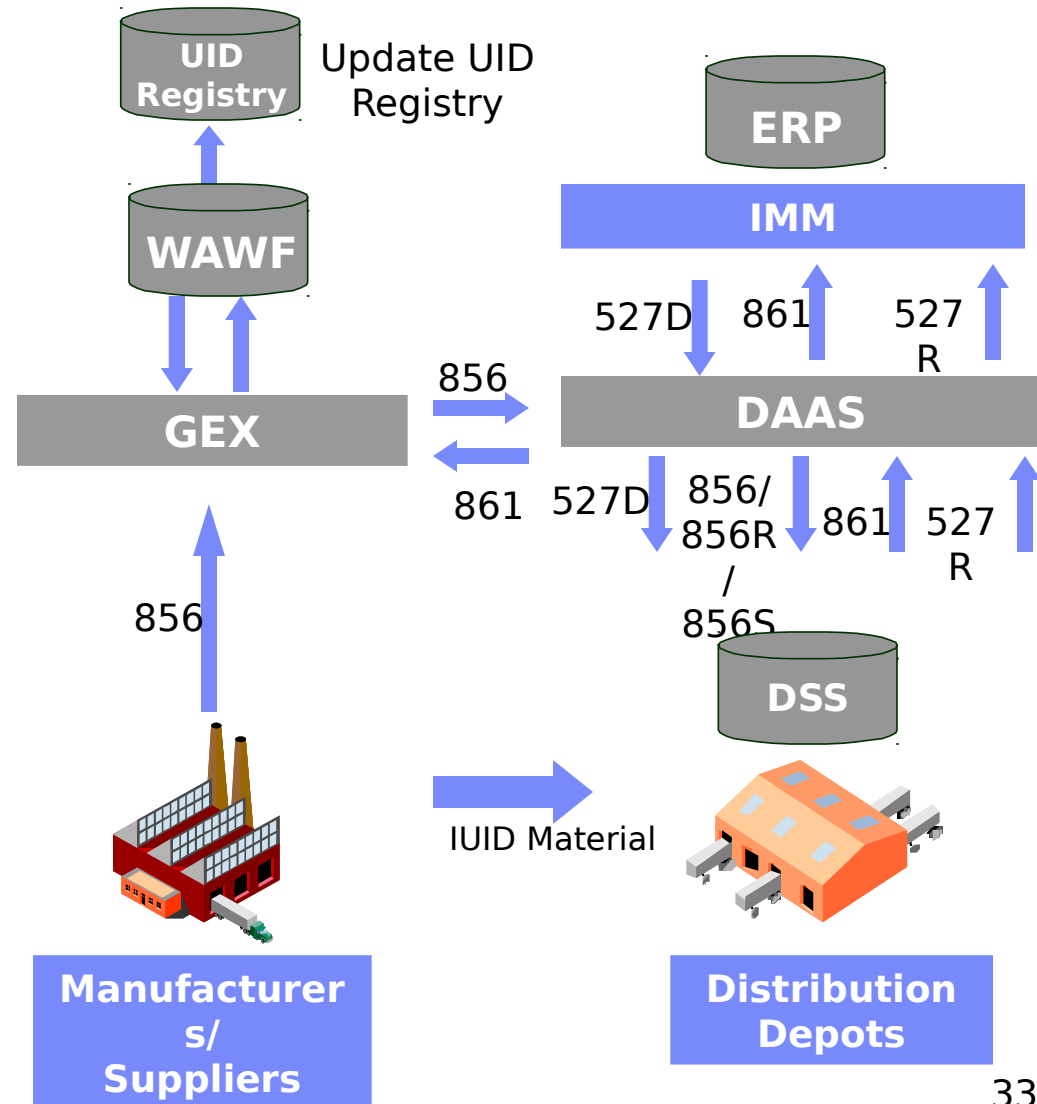 UID
Registry
Update UID
Registry
ERP
WAWF
IMM
527D
861
527
R
856
GEX
DAAS
861
527D
856/
856R
/
856S
861
527
R
856
DSS
IUID Material
Manufacturer
s/
Suppliers
Distribution
Depots
33